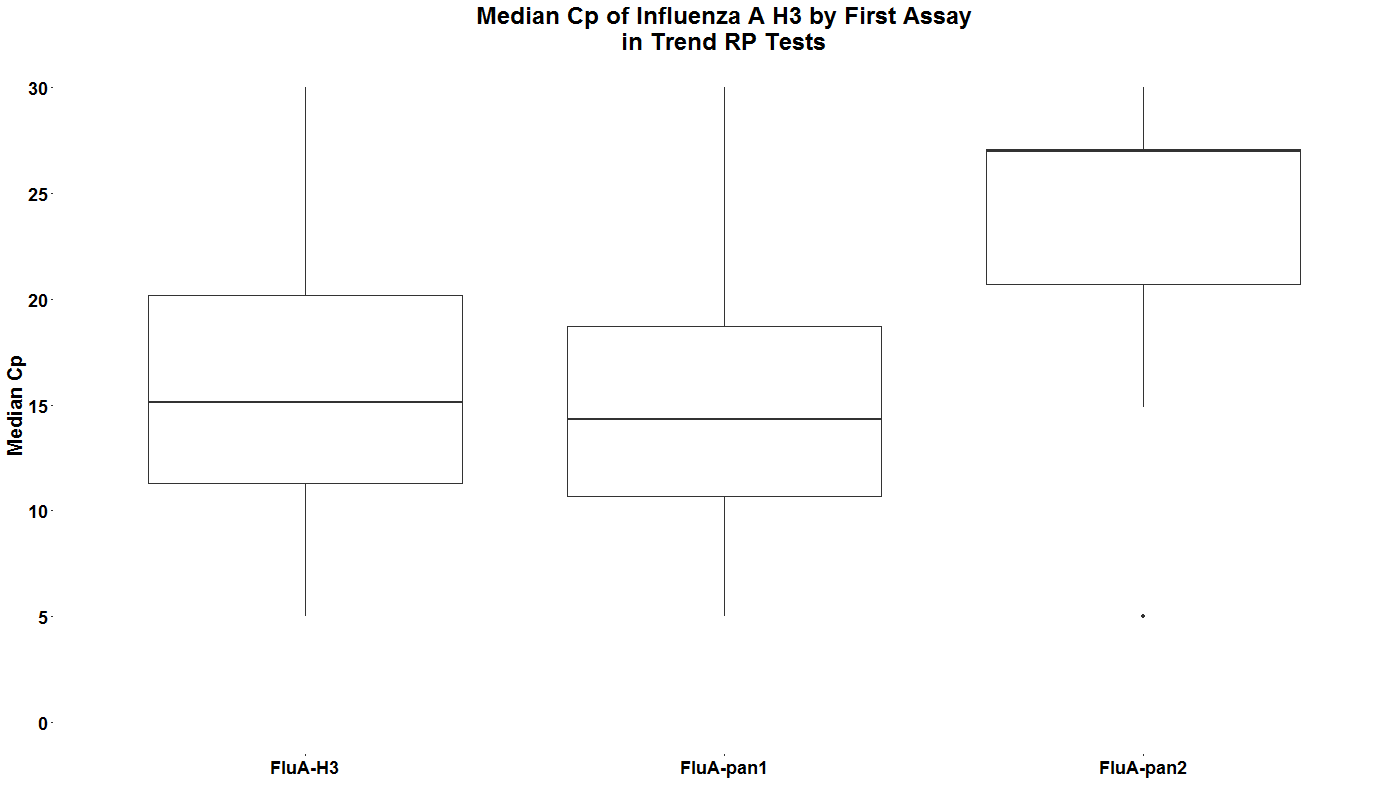 Median Cp of Influenza A H3 by First Assay
in Trend RP Tests
Median Cp
30
25
20
15
10
5
0
FluA-H3
FluA-pan1
FluA-pan2